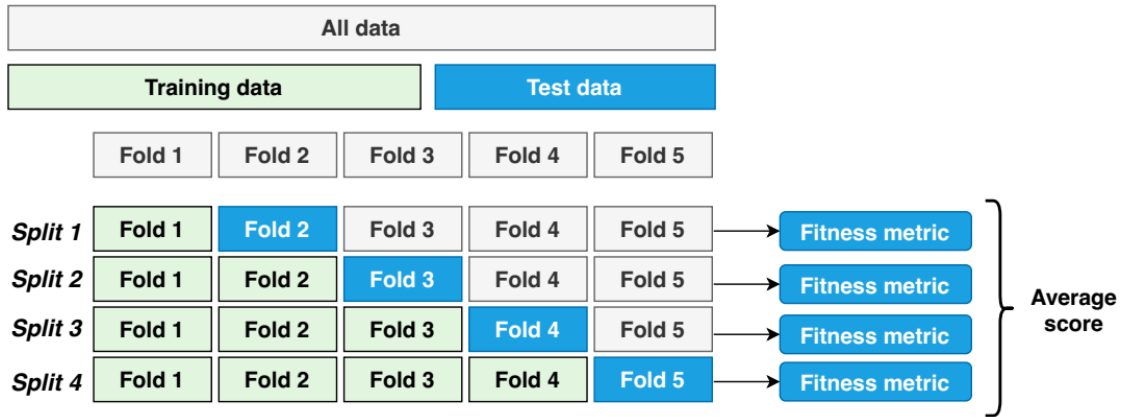 All data
Training data Test data
Fold 1 Fold 2 Fold 3 Fold 4 Fold 5
Split 1 Fold 1 Fold 2 Fold 3 Fold 4 Fold 5 Fitness metric
Split 2 Fold 1 Fold 2 Fold 3 Fold 4 Fold 5 Fitness metric
Split 3 Fold 1 Fold 2 Fold 3 Fold 4 Fold 5 Fitness metric
Split 4 Fold 1 Fold 2 Fold 3 Fold 4 Fold 5 Fitness metric
Average
score